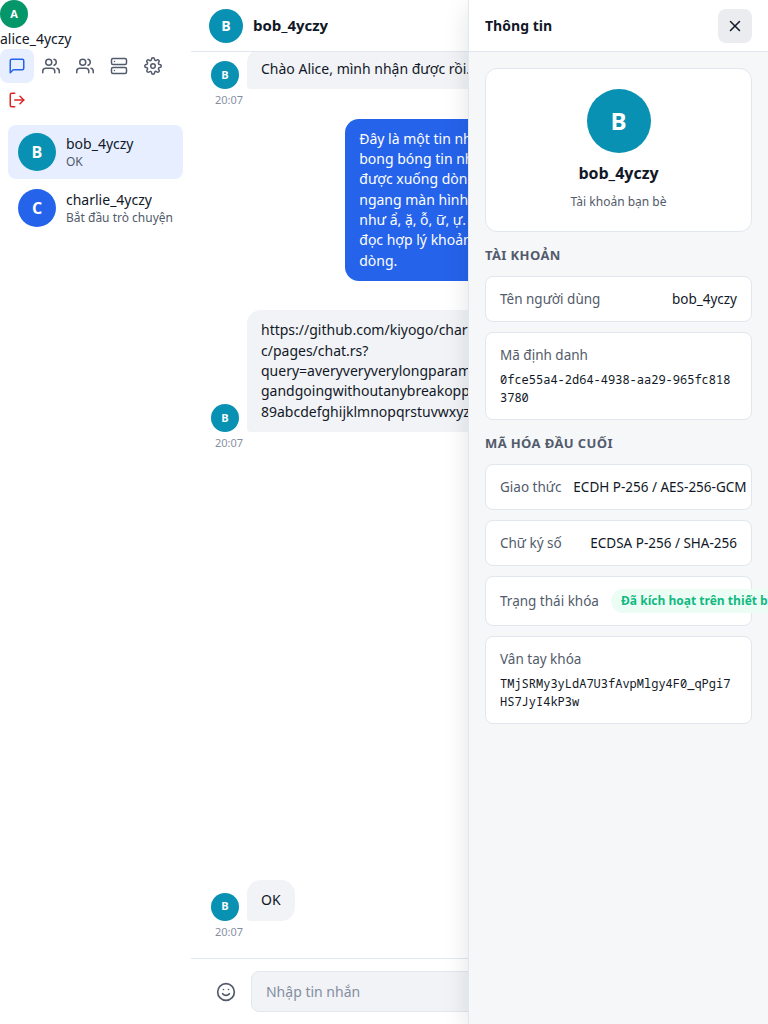 A
alice_4yczy
B
bob_4yczy
OK
C
charlie_4yczy
Bắt đầu trò chuyện
B
bob_4yczy
B
Chào Alice, mình nhận được rồi.
20:07
Đây là một tin nh
bong bóng tin nh
được xuống dòn
ngang màn hình
như ấ, ặ, ỗ, ữ, ự.
đọc hợp lý khoản
dòng.
https://github.com/kiyogo/char
c/pages/chat.rs?
query=averyveryverylongparam
gandgoingwithoutanybreakopp
89abcdefghijklmnopqrstuvwxyz
B
20:07
B
OK
20:07
Nhập tin nhắn
Thông tin
B
bob_4yczy
Tài khoản bạn bè
TÀI KHOẢN
Tên người dùng bob_4yczy
Mã định danh
0fce55a4-2d64-4938-aa29-965fc818
3780
MÃ HÓA ĐẦU CUỐI
Giao thức ECDH P-256 / AES-256-GCM
Chữ ký số ECDSA P-256 / SHA-256
Trạng thái khóa Đã kích hoạt trên thiết b
Vân tay khóa
TMjSRMy3yLdA7U3fAvpMlgy4F0_qPgi7
HS7JyI4kP3w